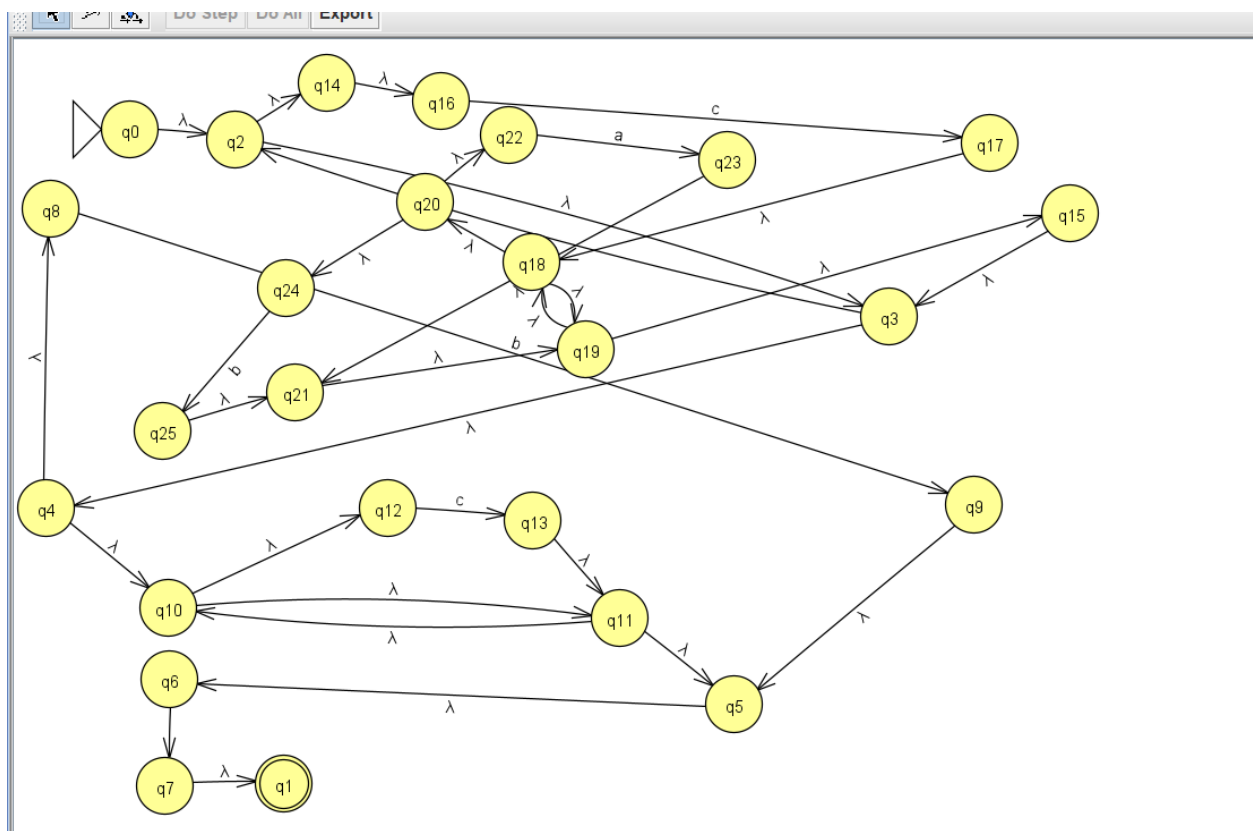 Do Step Do All Export
q14
λ
q16
q0
λ
q2
λ
c
q22
a
q17
q23
λ
q8
q20
λ
q15
λ
λ
q18
λ
λ
q24
λ
λ
q3
λ
λ
b
q19
λ
b
λ
q21
λ
q25
λ
q4
c
q12
q13
q9
λ
λ
λ
q10
λ
q11
λ
λ
λ
q6
q5
λ
q7
λ
q1